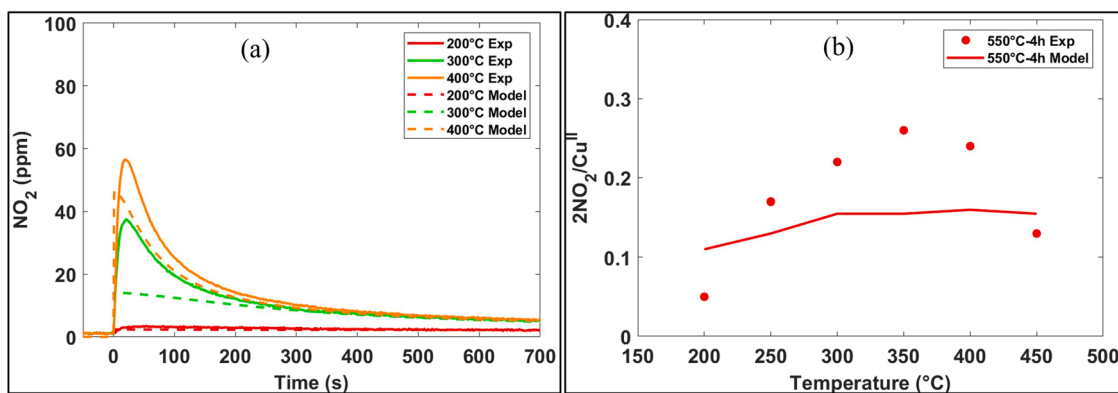 (a)
200°C Exp
300°C Exp
400°C Exp
200°C Model
300°C Model
400°C Model
NO2 (ppm)
100
80
60
40
20
0
0 100 200 300 400 500 600 700
Time (s)
(b)
550°C-4h Exp
550°C-4h Model
2NO2/CuII
0.4
0.3
0.2
0.1
0
150 200 250 300 350 400 450 500
Temperature (°C)